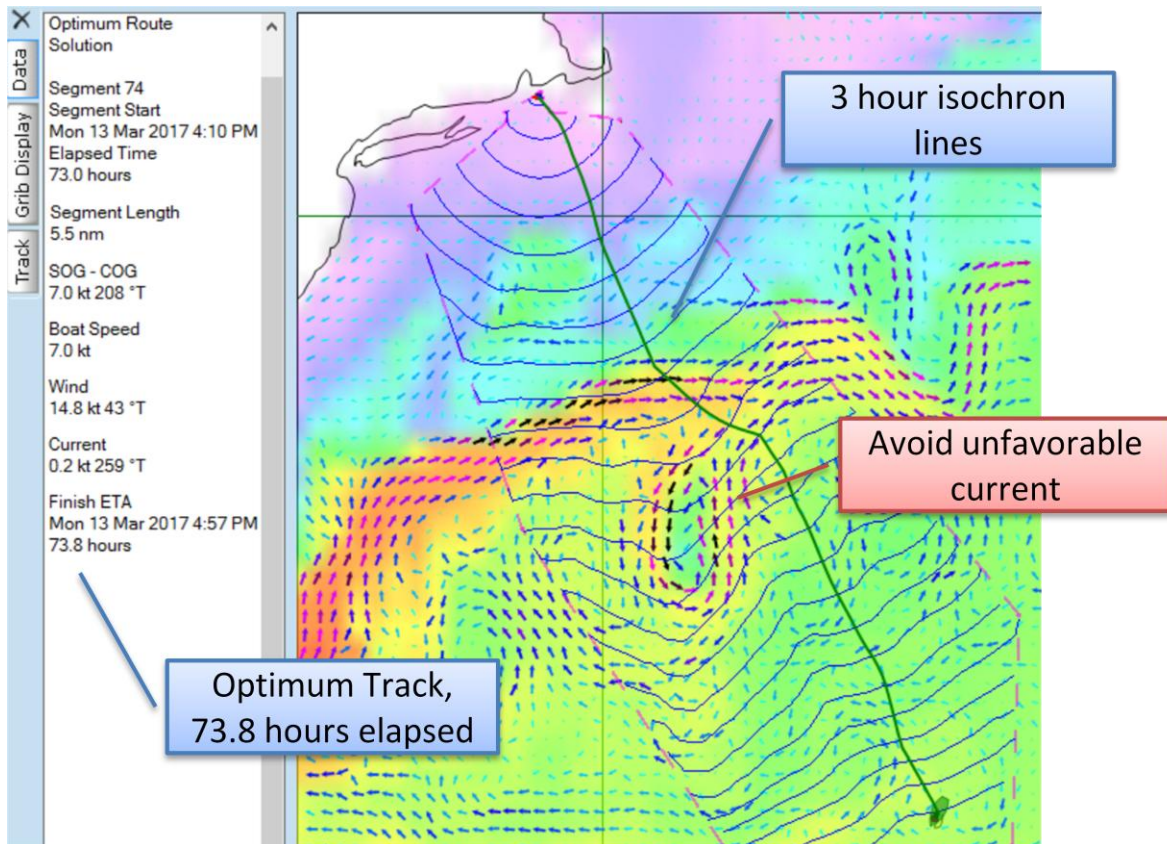 Optimum Route
Solution
Segment 74
Segment Start
Mon 13 Mar 2017 4:10 PM
Elapsed Time
73.0 hours
Segment Length
5.5 nm
SOG - COG
7.0 kt 208 °T
Boat Speed
7.0 kt
Wind
14.8 kt 43 °T
Current
0.2 kt 259 °T
Finish ETA
Mon 13 Mar 2017 4:57 PM
73.8 hours
Data
Grib Display
Track
3 hour isochron
lines
Avoid unfavorable
current
Optimum Track,
73.8 hours elapsed